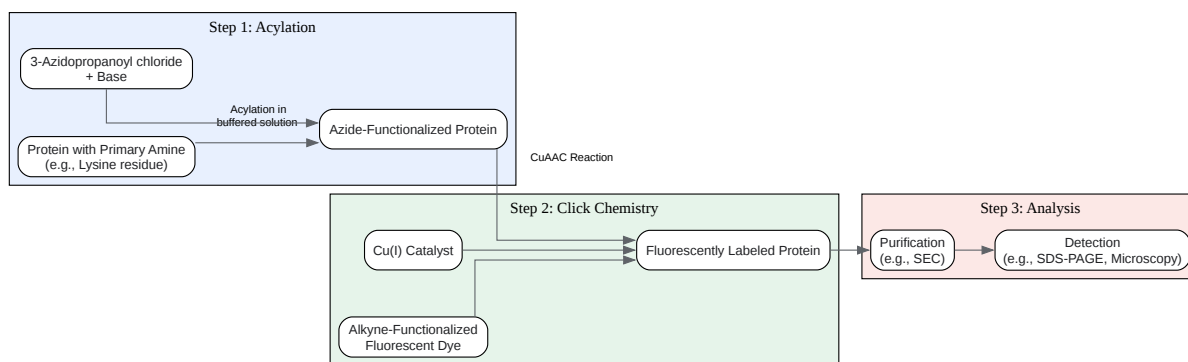 Step 1: Acylation
3-Azidopropanoyl chloride
+ Base
Acylation in
buffered solution
Azide-Functionalized Protein
Protein with Primary Amine
(e.g., Lysine residue)
CuAAC Reaction
Step 2: Click Chemistry
Cu(I) Catalyst
Fluorescently Labeled Protein
Alkyne-Functionalized
Fluorescent Dye
Step 3: Analysis
Purification
(e.g., SEC)
Detection
(e.g., SDS-PAGE, Microscopy)